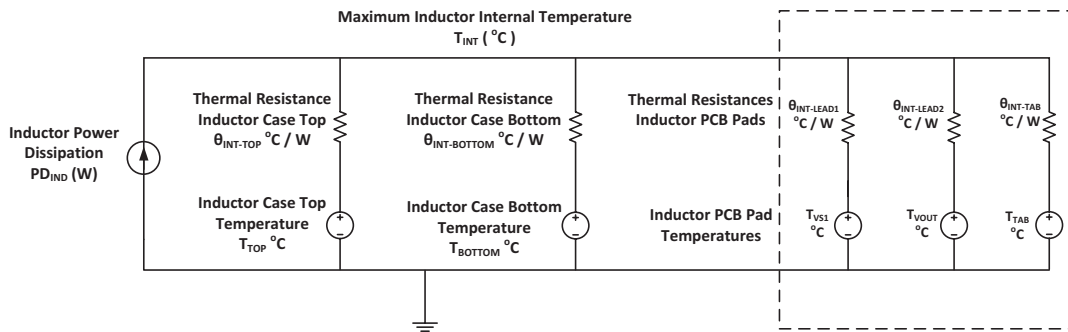 Maximum Inductor Internal Temperature
TINT ( °C )
Inductor Power
Dissipation
PDIND (W)
Thermal Resistance
Inductor Case Top
θINT-TOP °C / W
Inductor Case Top
Temperature
TTOP °C
Thermal Resistance
Inductor Case Bottom
θINT-BOTTOM °C / W
Inductor Case Bottom
Temperature
TBOTTOM °C
Thermal Resistances
Inductor PCB Pads
Inductor PCB Pad
Temperatures
θINT-LEAD1
°C / W
TVS1
°C
θINT-LEAD2
°C / W
TVOUT
°C
θINT-TAB
°C / W
TTAB
°C